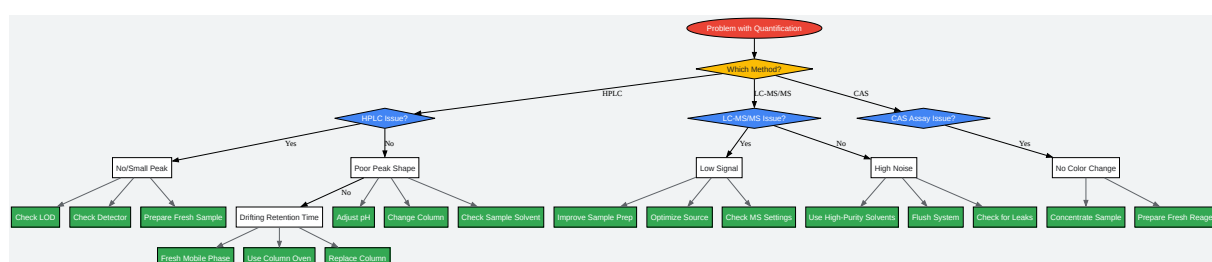 Problem with Quantification
Which Method?
HPLC
LC-MS/MS
CAS
HPLC Issue?
LC-MS/MS Issue?
CAS Assay Issue?
Yes
No
Yes
No
Yes
No/Small Peak
Poor Peak Shape
Low Signal
High Noise
No Color Change
No
Check LOD
Check Detector
Prepare Fresh Sample
Drifting Retention Time
Adjust pH
Change Column
Check Sample Solvent
Improve Sample Prep
Optimize Source
Check MS Settings
Use High-Purity Solvents
Flush System
Check for Leaks
Concentrate Sample
Prepare Fresh Reage
Fresh Mobile Phase
Use Column Oven
Replace Column